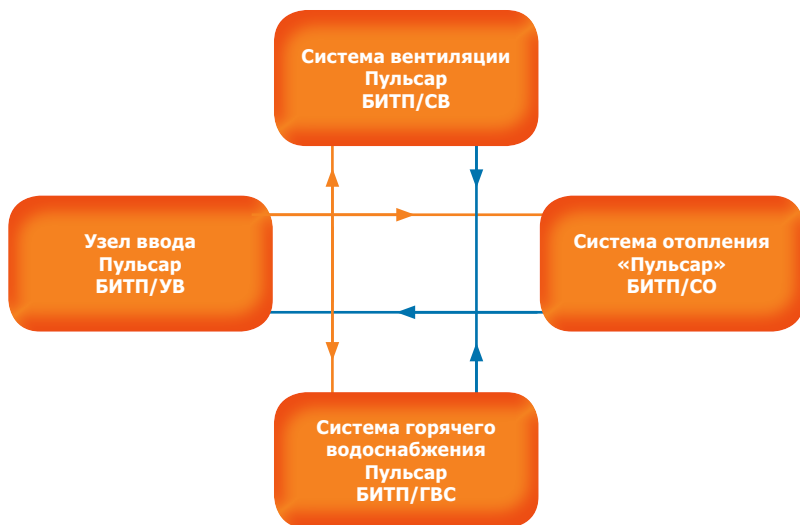 Система вентиляции
Пульсар
БИТП/СВ
Узел ввода
Пульсар
БИТП/УВ
Система отопления
«Пульсар»
БИТП/СО
Система горячего
водоснабжения
Пульсар
БИТП/ГВС